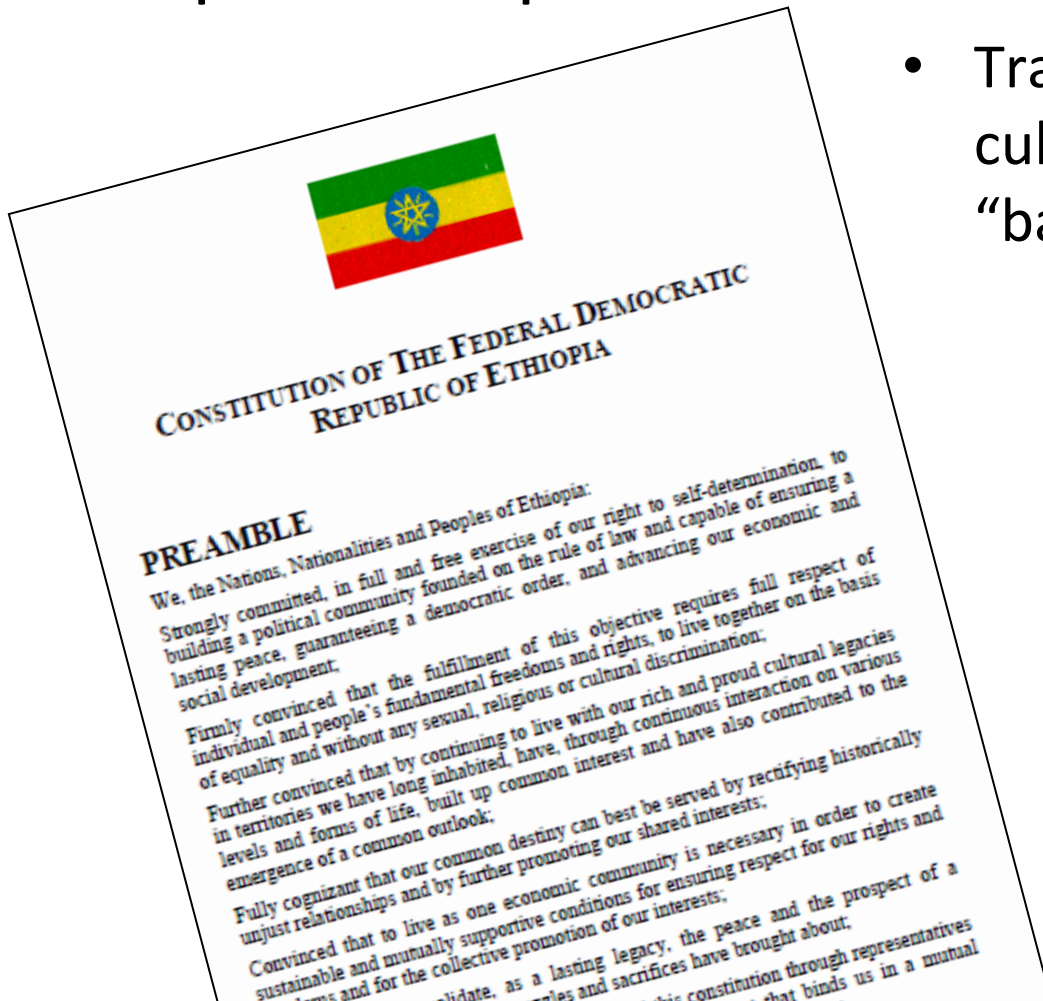 CONSTITUTION OF THE FEDERAL DEMOCRATIC
REPUBLIC OF ETHIOPIA
PREAMBLE
We, the Nations, Nationalities and Peoples of Ethiopia:
Strongly committed, in full and free exercise of our right to self-determination, to
building a political community founded on the rule of law and capable of ensuring a
lasting peace, guaranteeing a democratic order, and advancing our economic and
social development;
Firmly convinced that the fulfillment of this objective requires full respect of
individual and people's fundamental freedoms and rights, to live together on the basis
of equality and without any sexual, religious or cultural discrimination;
Further convinced that by continuing to live with our rich and proud cultural legacies
in territories we have long inhabited, have, through continuous interaction on various
levels and forms of life, built up common interest and have also contributed to the
emergence of a common outlook;
Fully cognizant that our common destiny can best be served by rectifying historically
unjust relationships and by further promoting our shared interests;
Convinced that to live as one economic community is necessary in order to create
sustainable and mutually supportive conditions for ensuring respect for our rights and
and for the collective promotion of our interests;
as a lasting legacy, the peace and the prospect of a
and sacrifices have brought about;
constitution through representatives
that binds us in a mutual
• Tra
cul
“ba